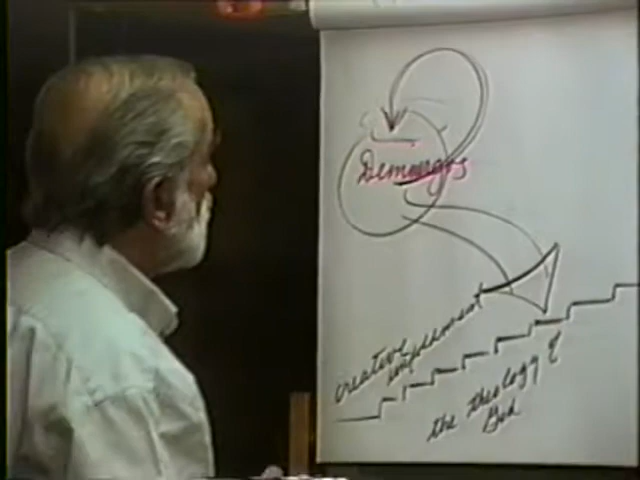 Demiurgos
creative
implement
the theology of
God